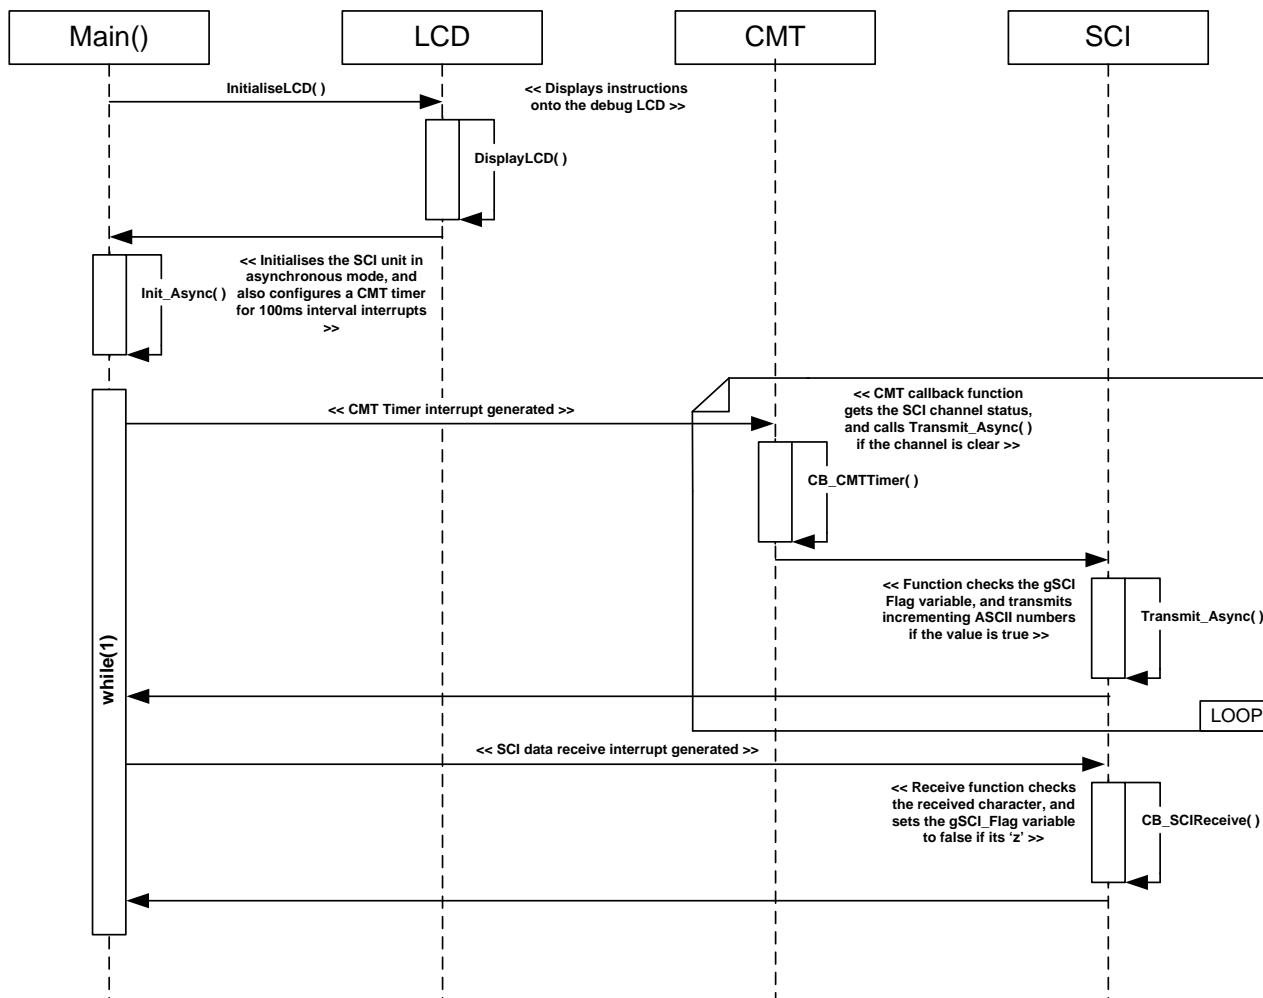 Main()
LCD
CMT
SCI
InitialiseLCD( )
<< Displays instructions
onto the debug LCD >>
DisplayLCD( )
<< Initialises the SCI unit in
asynchronous mode, and
also configures a CMT timer
for 100ms interval interrupts
>>
Init_Async( )
<< CMT Timer interrupt generated >>
<< CMT callback function
gets the SCI channel status,
and calls Transmit_Async( )
if the channel is clear >>
CB_CMTTimer( )
<< Function checks the gSCI
Flag variable, and transmits
incrementing ASCII numbers
if the value is true >>
Transmit_Async( )
while(1)
LOOP
<< SCI data receive interrupt generated >>
<< Receive function checks
the received character, and
sets the gSCI_Flag variable
to false if its ‘z’ >>
CB_SCIReceive( )